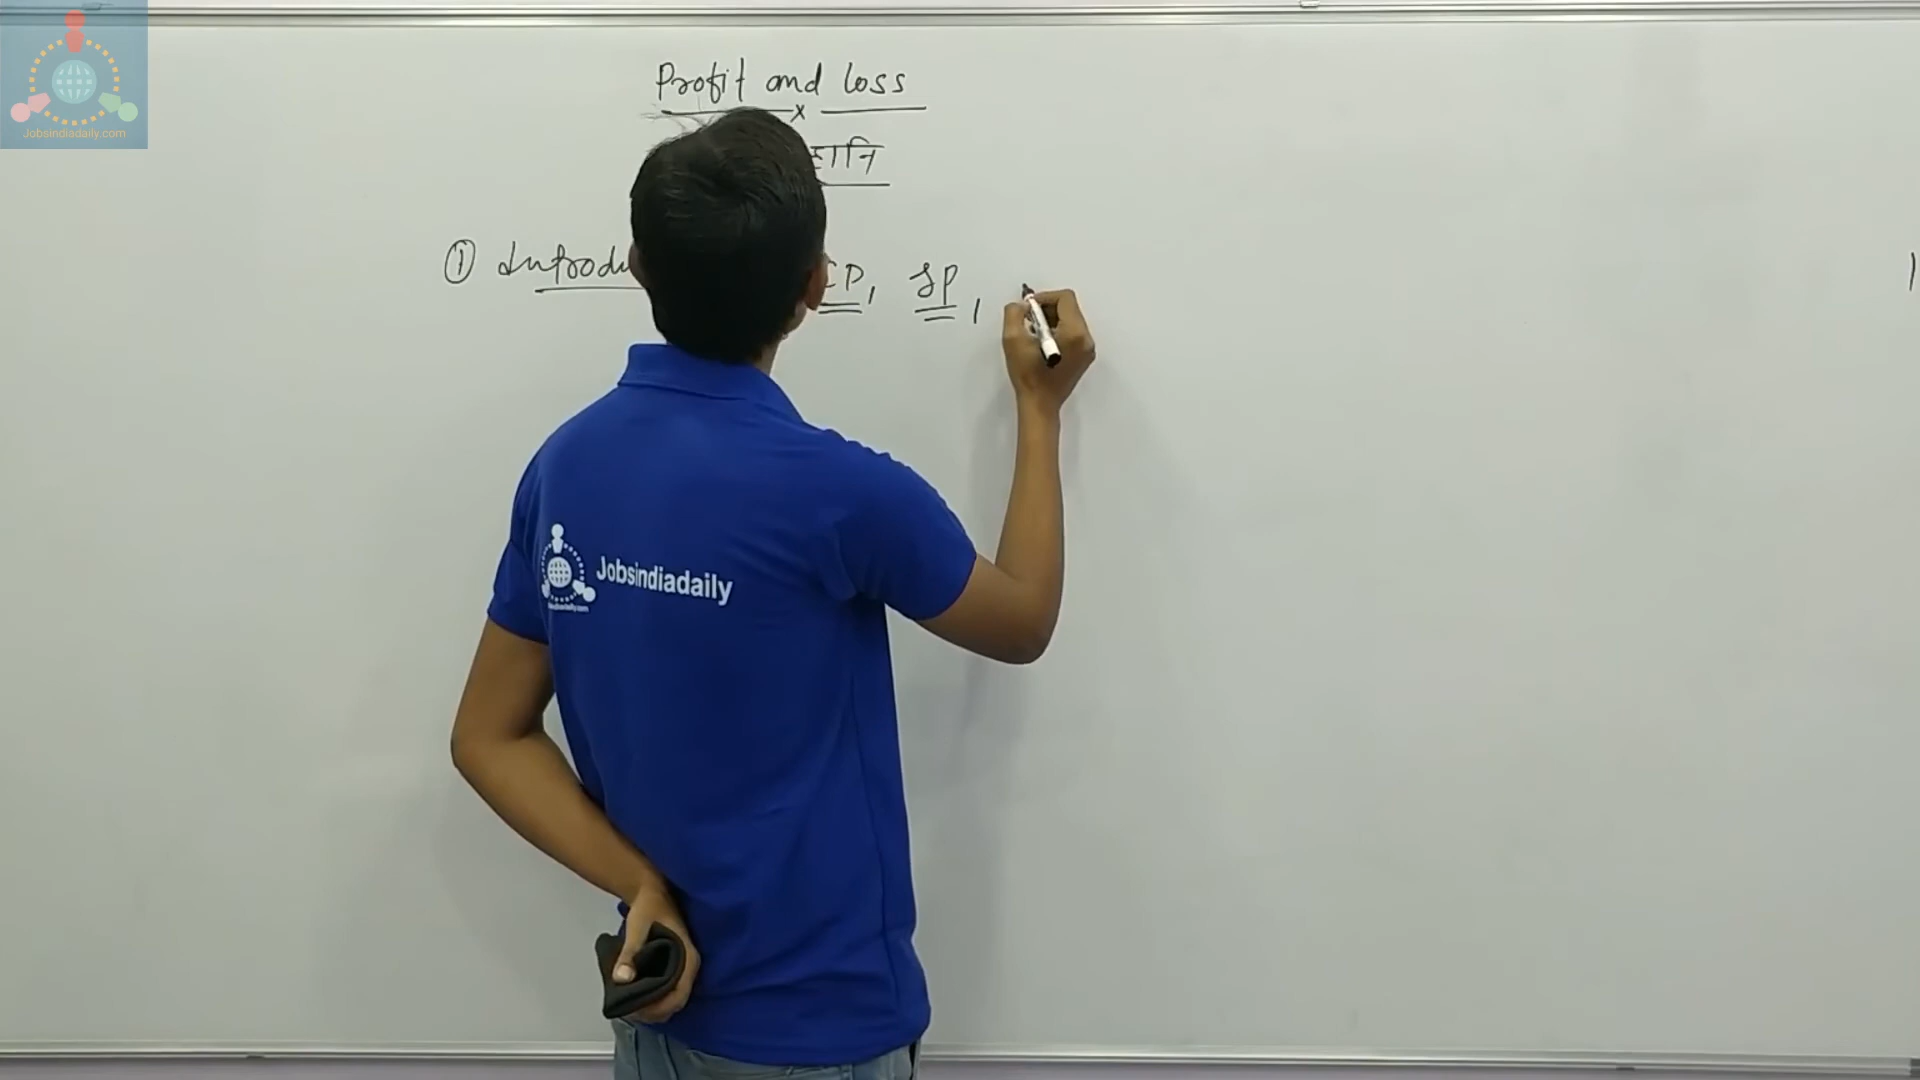 Jobsindiadaily.com
Profit and loss
x
हानि
① Introdu CP, SP,
Jobsindiadaily